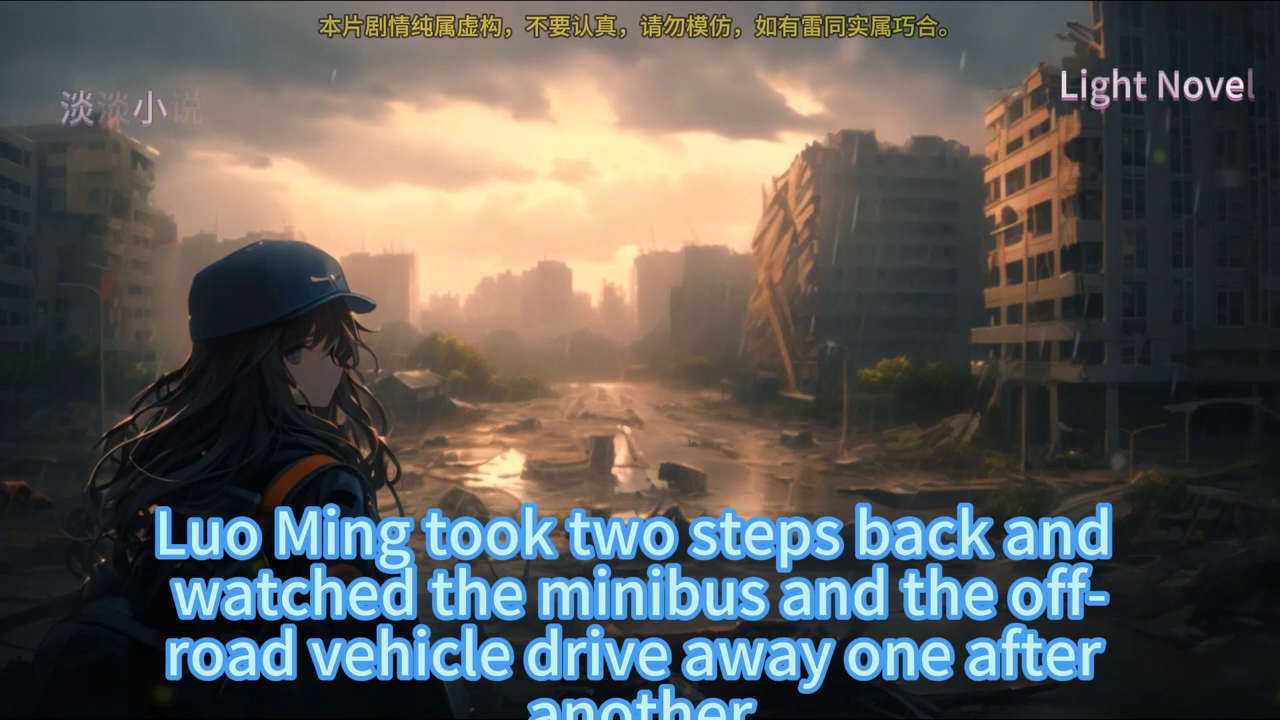 本片剧情纯属虚构，不要认真，请勿模仿，如有雷同实属巧合。
淡淡小说
Light Novel
Luo Ming took two steps back and
watched the minibus and the off-
road vehicle drive away one after
another